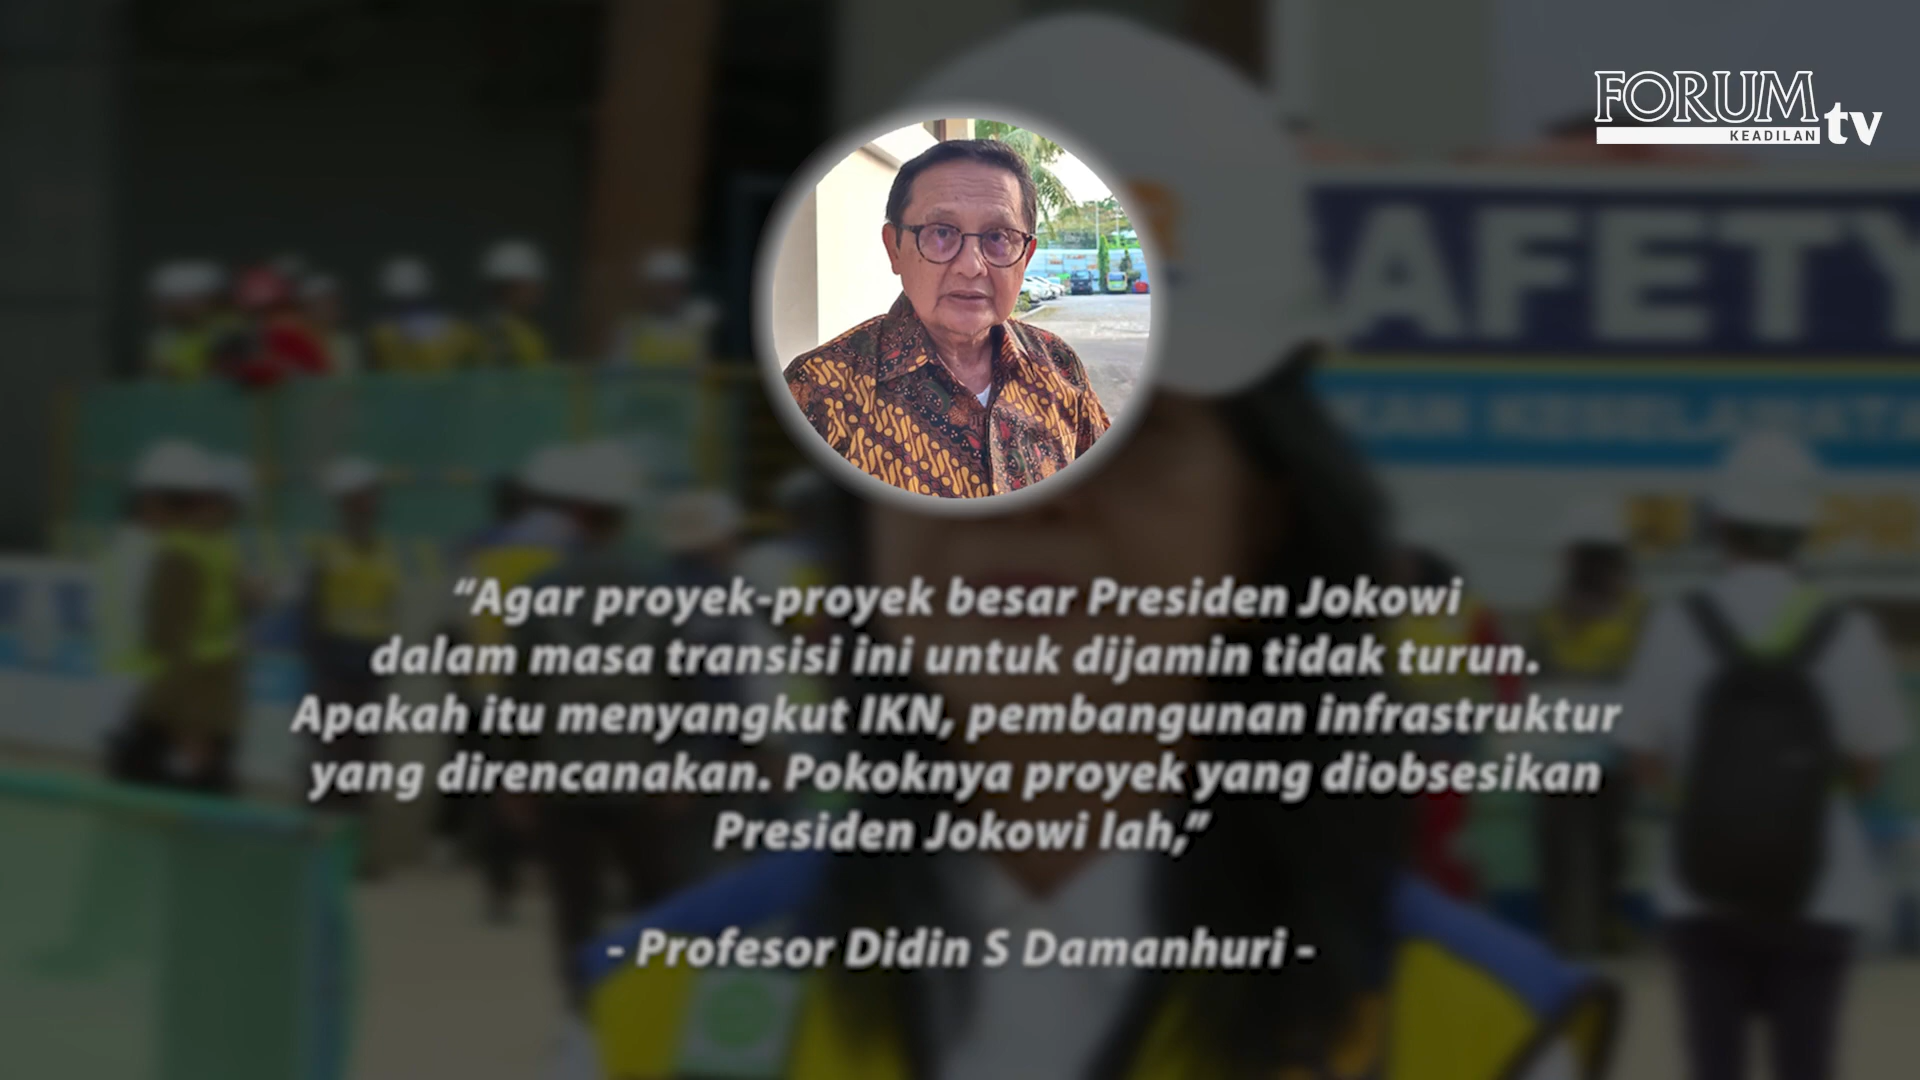 FORUM
KEADILAN
tv
AFETY
“Agar proyek-proyek besar Presiden Jokowi
dalam masa transisi ini untuk dijamin tidak turun.
Apakah itu menyangkut IKN, pembangunan infrastruktur
yang direncanakan. Pokoknya proyek yang diobsesikan
Presiden Jokowi lah,”
- Profesor Didin S Damanhuri -